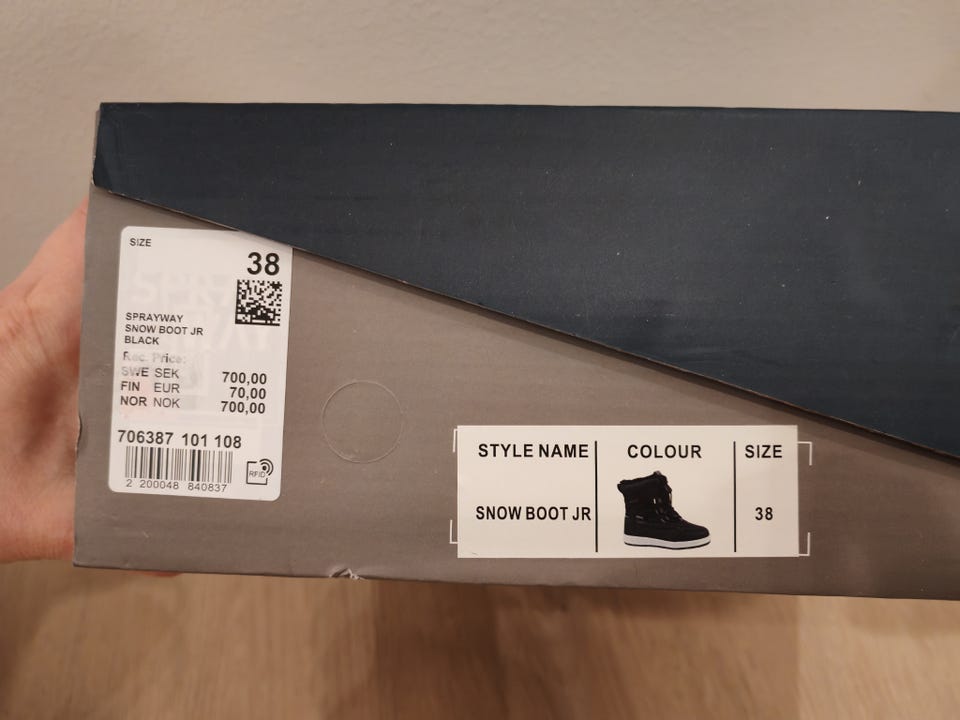 SIZE
38
SPRAYWAY
SNOW BOOT JR
BLACK
Rec. Price:
SWE SEK 700,00
FIN EUR 70,00
NOR NOK 700,00
706387 101 108
2 200048 840837
RFID
STYLE NAME COLOUR SIZE
SNOW BOOT JR 38